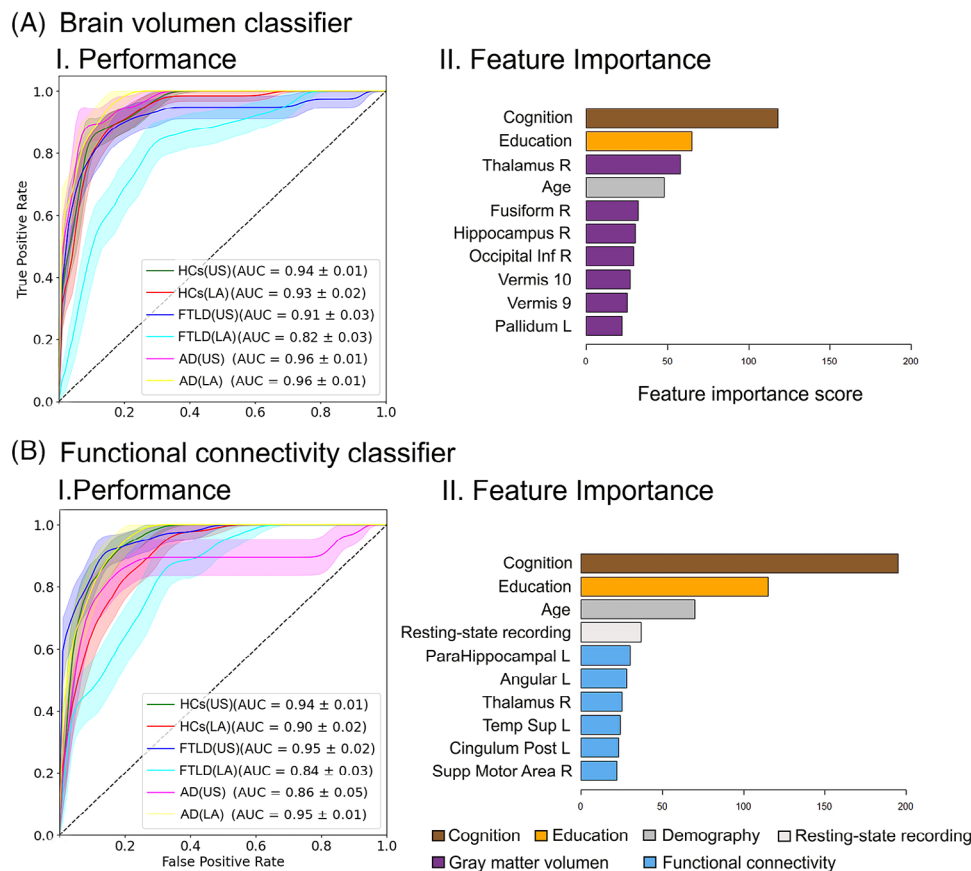 (A) Brain volumen classifier
I. Performance
II. Feature Importance
True Positive Rate
1.0
0.8
0.6
0.4
0.2
0.0
0.2 0.4 0.6 0.8 1.0
HCs(US)(AUC = 0.94 ± 0.01)
HCs(LA)(AUC = 0.93 ± 0.02)
FTLD(US)(AUC = 0.91 ± 0.03)
FTLD(LA)(AUC = 0.82 ± 0.03)
AD(US) (AUC = 0.96 ± 0.01)
AD(LA) (AUC = 0.96 ± 0.01)
Cognition
Education
Thalamus R
Age
Fusiform R
Hippocampus R
Occipital Inf R
Vermis 10
Vermis 9
Pallidum L
0 50 100 150 200
Feature importance score
(B) Functional connectivity classifier
I.Performance
II. Feature Importance
1.0
0.8
0.6
0.4
0.2
0.0
0.2 0.4 0.6 0.8 1.0
False Positive Rate
HCs(US)(AUC = 0.94 ± 0.01)
HCs(LA)(AUC = 0.90 ± 0.02)
FTLD(US)(AUC = 0.95 ± 0.02)
FTLD(LA)(AUC = 0.84 ± 0.03)
AD(US) (AUC = 0.86 ± 0.05)
AD(LA) (AUC = 0.95 ± 0.01)
Cognition
Education
Age
Resting-state recording
ParaHippocampal L
Angular L
Thalamus R
Temp Sup L
Cingulum Post L
Supp Motor Area R
0 50 100 150 200
Cognition Education Demography Resting-state recording
Gray matter volumen Functional connectivity